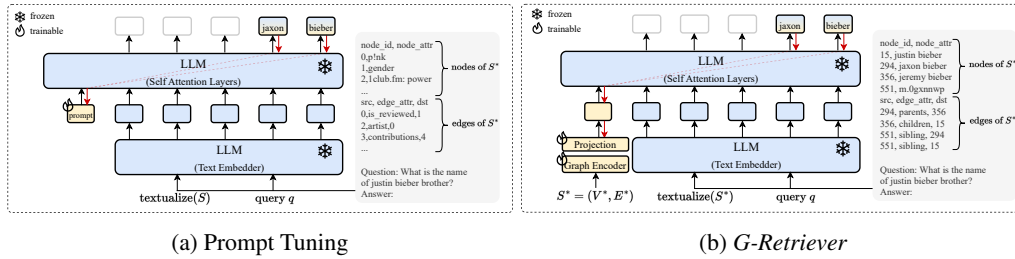 frozen
trainable
jaxon
bieber
LLM
(Self Attention Layers)
prompt
LLM
(Text Embedder)
textualize(S)
query q
node_id, node_attr
0,p!nk
1,gender
2,1club.fm: power
...
src, edge_attr, dst
0,is_reviewed,1
2,artist,0
3,contributions,4
...
nodes of S*
edges of S*
Question: What is the name
of justin bieber brother?
Answer:
(a) Prompt Tuning
frozen
trainable
jaxon
bieber
LLM
(Self Attention Layers)
Projection
Graph Encoder
S* = (V*, E*)
LLM
(Text Embedder)
textualize(S*)
query q
node_id, node_attr
15, justin bieber
294, jaxon bieber
356, jeremy bieber
551, m.0gxnnwp
src, edge_attr, dst
294, parents, 356
356, children, 15
551, sibling, 294
551, sibling, 15
nodes of S*
edges of S*
Question: What is the name
of justin bieber brother?
Answer:
(b) G-Retriever